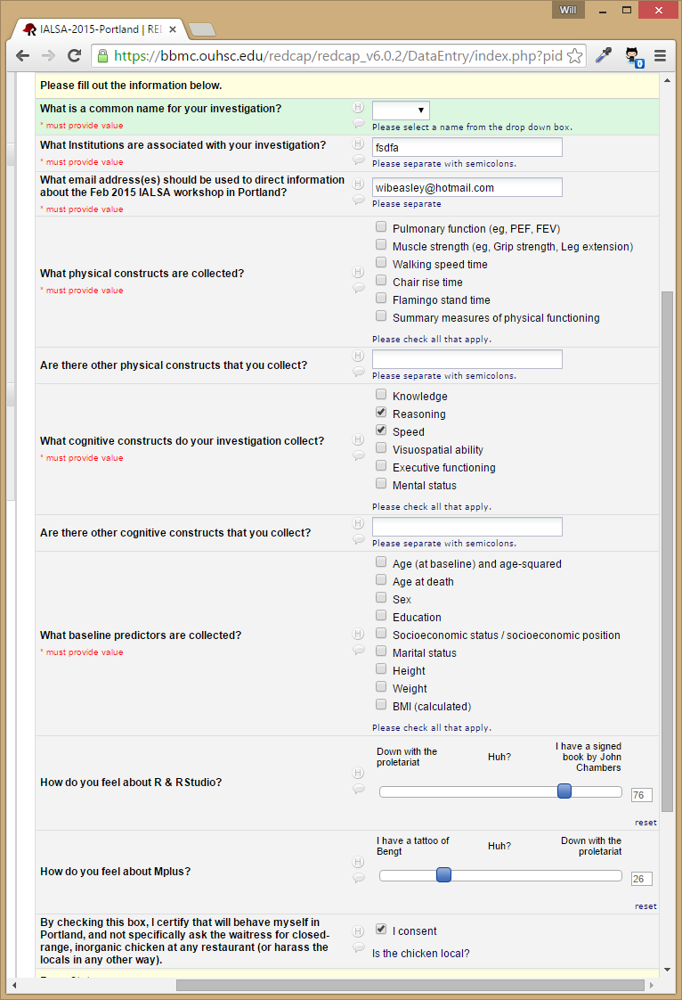 Will
IALSA-2015-Portland | RE
https://bbmc.ouhsc.edu/redcap/redcap_v6.0.2/DataEntry/index.php?pid
0
Please fill out the information below.
What is a common name for your investigation?
* must provide value
H
Please select a name from the drop down box.
What Institutions are associated with your investigation?
* must provide value
H
fsdfa
Please separate with semicolons.
What email address(es) should be used to direct information
about the Feb 2015 IALSA workshop in Portland?
* must provide value
H
wibeasley@hotmail.com
Please separate
What physical constructs are collected?
* must provide value
H
Pulmonary function (eg, PEF, FEV)
Muscle strength (eg, Grip strength, Leg extension)
Walking speed time
Chair rise time
Flamingo stand time
Summary measures of physical functioning
Please check all that apply.
Are there other physical constructs that you collect?
H
Please separate with semicolons.
What cognitive constructs do your investigation collect?
* must provide value
H
Knowledge
Reasoning
Speed
Visuospatial ability
Executive functioning
Mental status
Please check all that apply.
Are there other cognitive constructs that you collect?
H
Please separate with semicolons.
What baseline predictors are collected?
* must provide value
H
Age (at baseline) and age-squared
Age at death
Sex
Education
Socioeconomic status / socioeconomic position
Marital status
Height
Weight
BMI (calculated)
Please check all that apply.
How do you feel about R & RStudio?
H
Down with the
proletariat
Huh?
I have a signed
book by John
Chambers
76
reset
How do you feel about Mplus?
H
I have a tattoo of
Bengt
Huh?
Down with the
proletariat
26
reset
By checking this box, I certify that will behave myself in
Portland, and not specifically ask the waitress for closed-
range, inorganic chicken at any restaurant (or harass the
locals in any other way).
H
I consent
Is the chicken local?